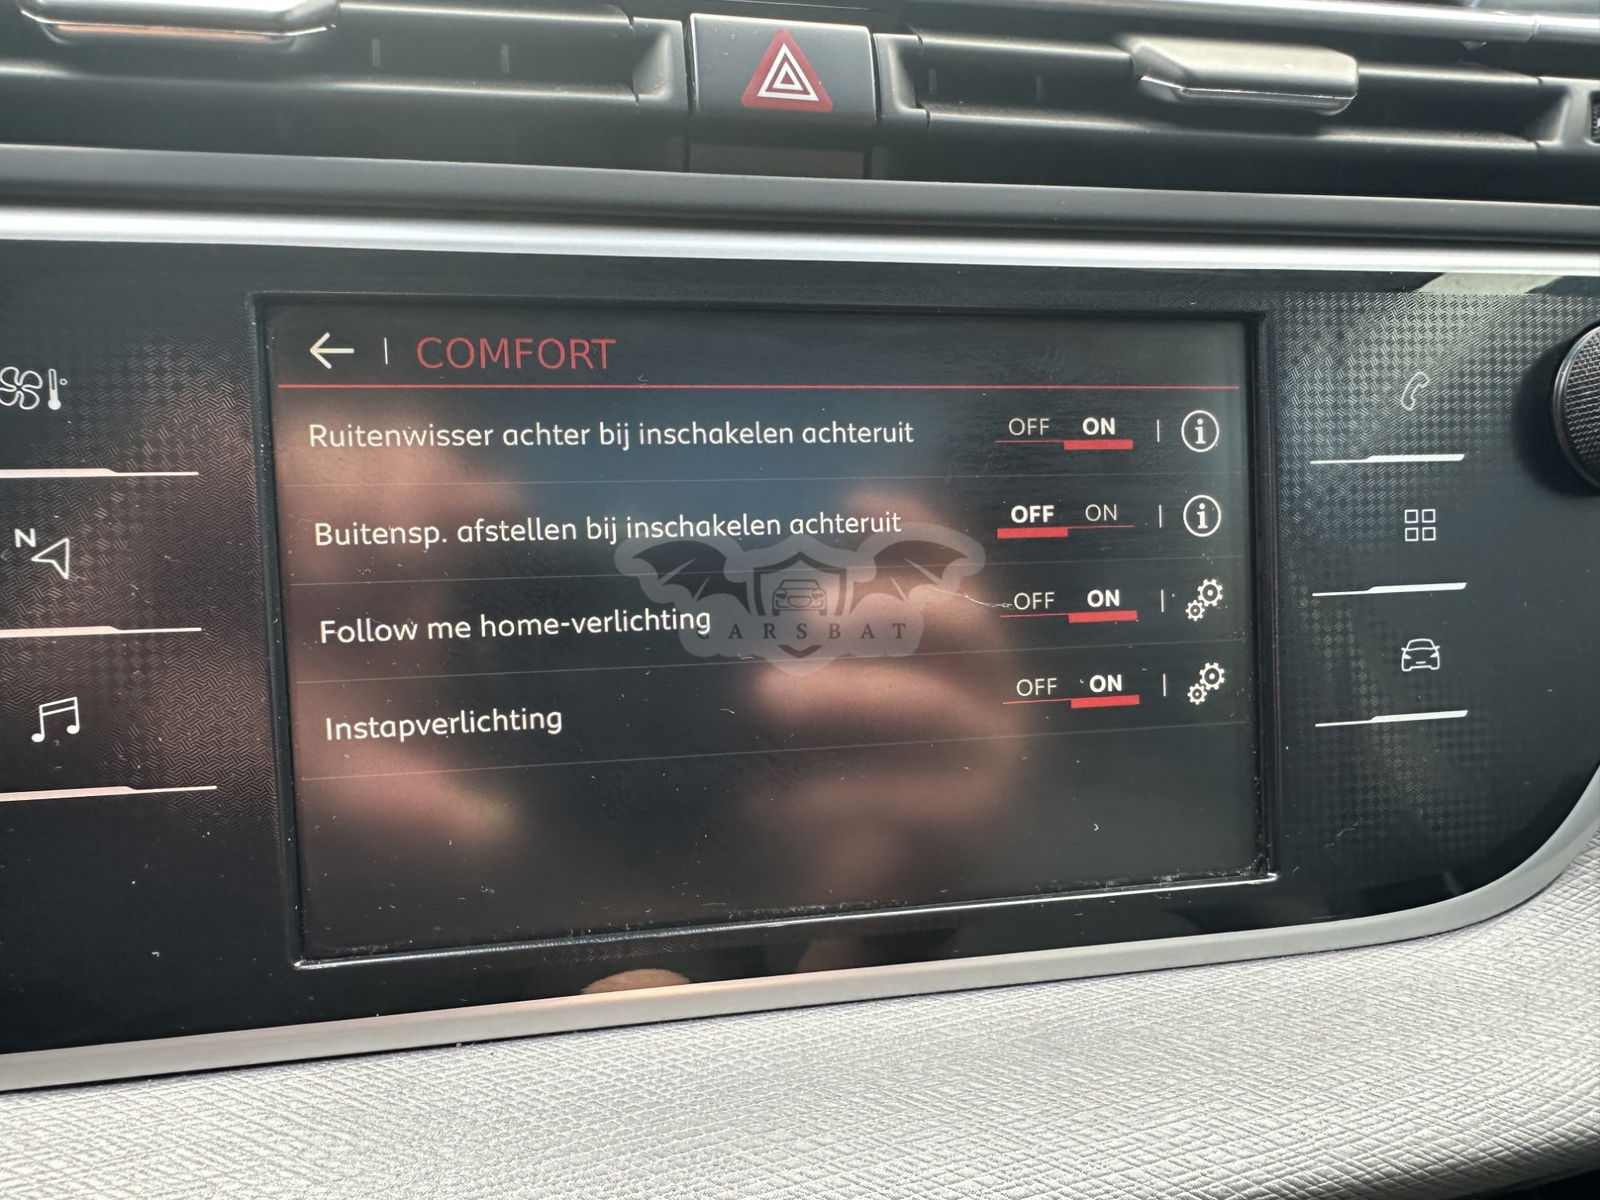 COMFORT
Ruitenwisser achter bij inschakelen achteruit OFF ON
Buitensp. afstellen bij inschakelen achteruit OFF ON
Follow me home-verlichting OFF ON
CARSBAT
Instapverlichting OFF ON
N